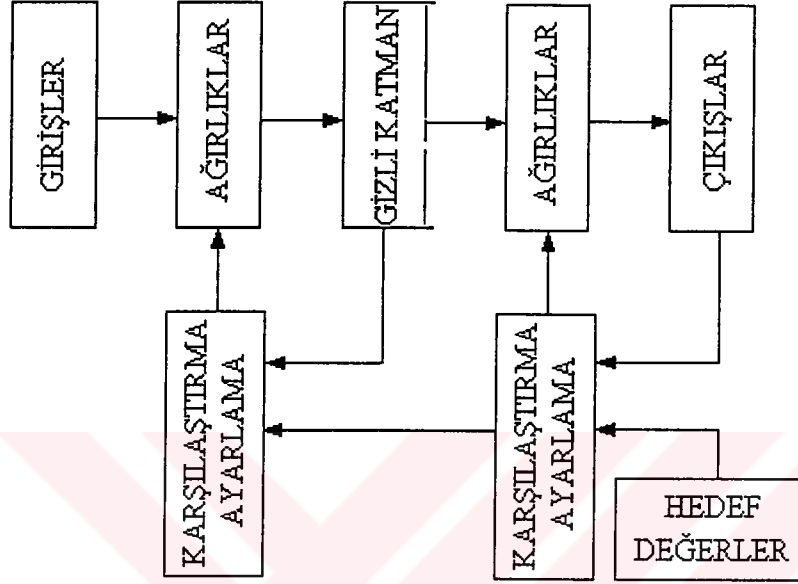 GİRİŞLER
AĞIRLIKLAR
GİZLİ KATMAN
AĞIRLIKLAR
ÇIKIŞLAR
KARŞILAŞTIRMA
AYARLAMA
KARŞILAŞTIRMA
AYARLAMA
HEDEF
DEĞERLER